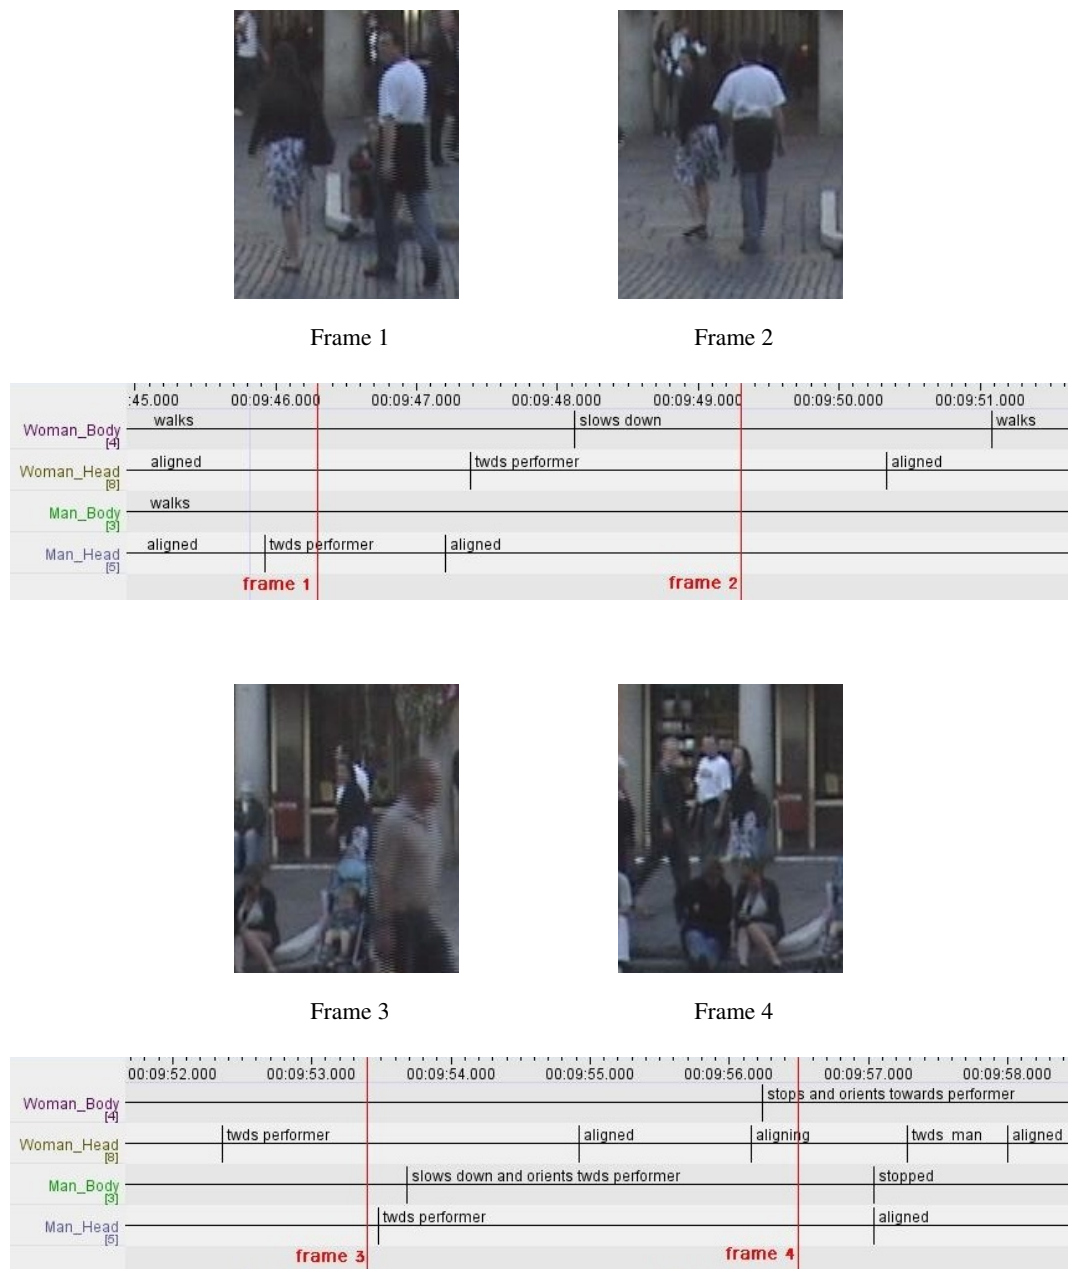 Frame 1
Frame 2
:45.000 00:09:46.000 00:09:47.000 00:09:48.000 00:09:49.000 00:09:50.000 00:09:51.000
Woman_Body [4] walks slows down walks
Woman_Head [8] aligned twds performer aligned
Man_Body [3] walks
Man_Head [5] aligned twds performer aligned
frame 1 frame 2
Frame 3
Frame 4
00:09:52.000 00:09:53.000 00:09:54.000 00:09:55.000 00:09:56.000 00:09:57.000 00:09:58.000
Woman_Body [4] stops and orients towards performer
Woman_Head [8] twds performer aligned aligning twds man aligned
Man_Body [3] slows down and orients twds performer stopped
Man_Head [5] twds performer aligned
frame 3 frame 4